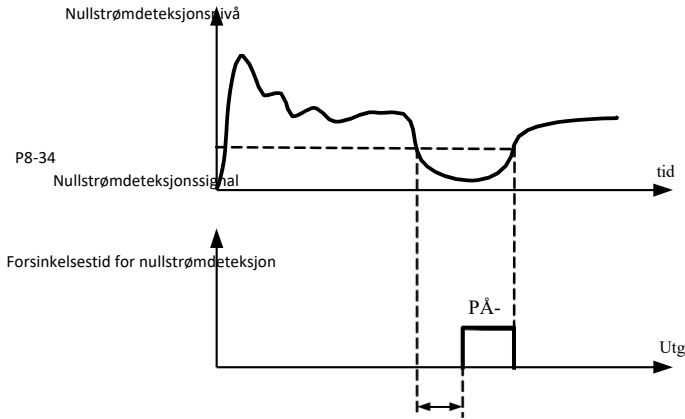 Nullstrømdeteksjonsnivå
P8-34
Nullstrømdeteksjonssignal
tid
Forsinkelsestid for nullstrømdeteksjon
PÅ-
Utg